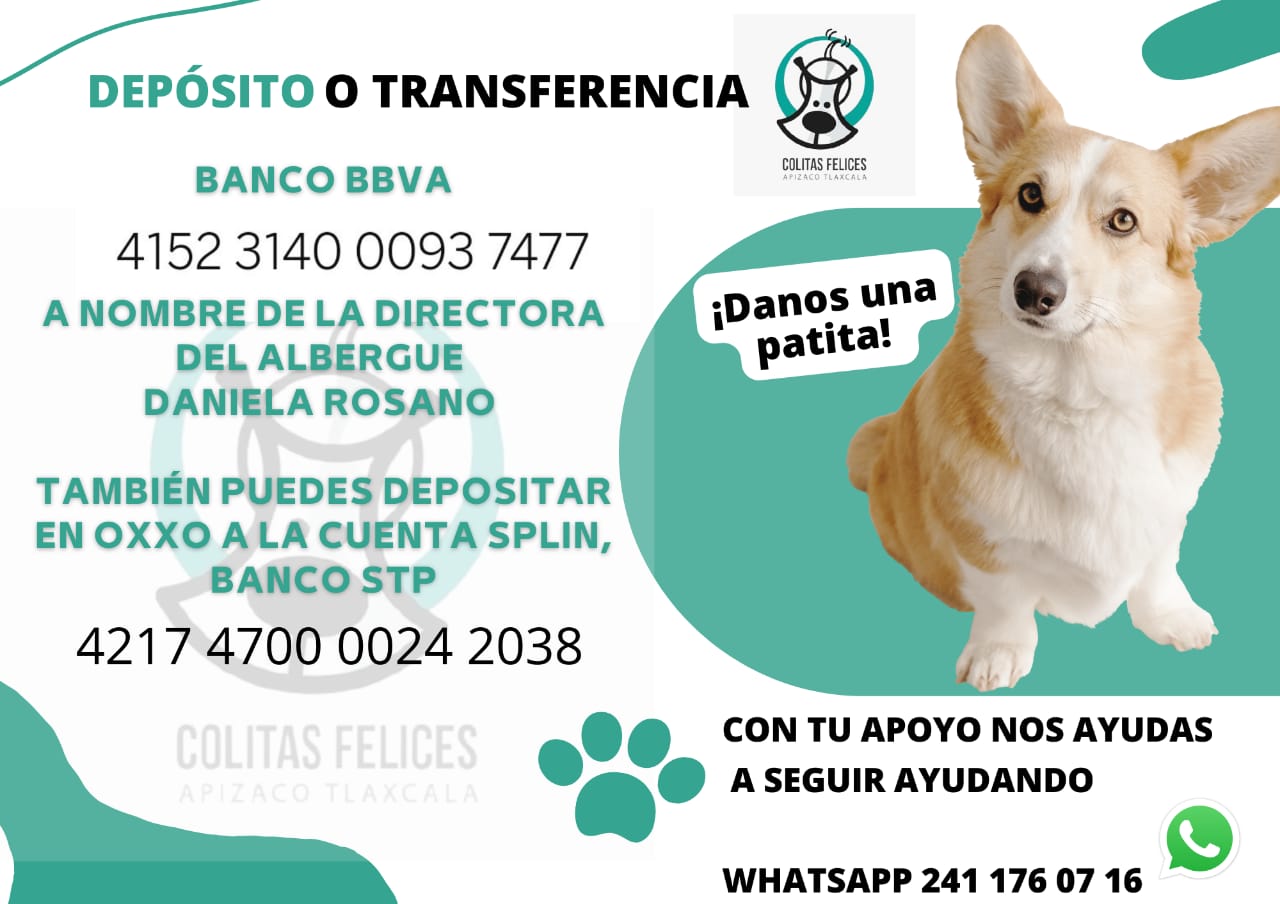 DEPÓSITO O TRANSFERENCIA
COLITAS FELICES
APIZACO TLAXCALA
BANCO BBVA
4152 3140 0093 7477
A NOMBRE DE LA DIRECTORA
DEL ALBERGUE
DANIELA ROSANO
TAMBIÉN PUEDES DEPOSITAR
EN OXXO A LA CUENTA SPLIN,
BANCO STP
4217 4700 0024 2038
COLITAS FELICES
APIZACO TLAXCALA
¡Danos una
patita!
CON TU APOYO NOS AYUDAS
A SEGUIR AYUDANDO
WHATSAPP 241 176 07 16